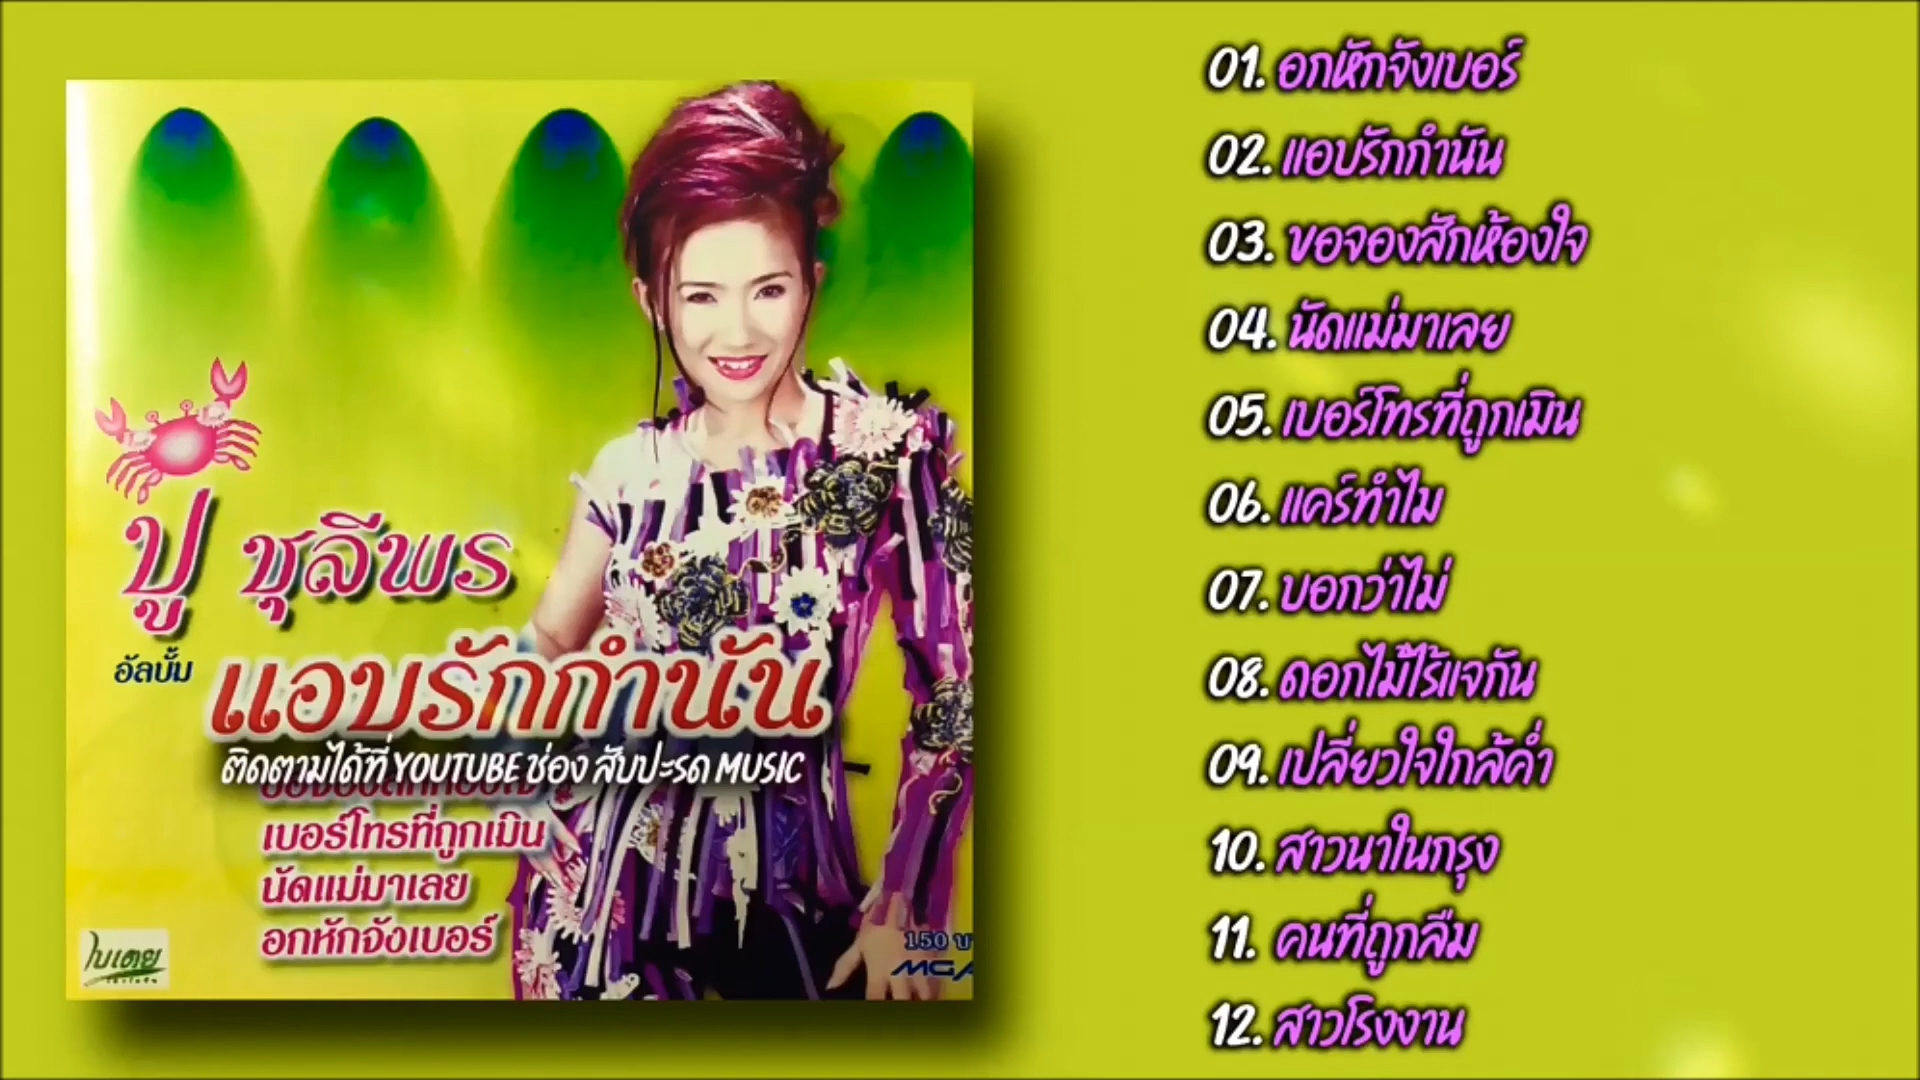 ปู ชุลีพร
อัลบั้ม แอบรักกำนัน
ติดตามได้ที่ YOUTUBE ช่อง สับปะรด MUSIC
เบอร์โทรที่ถูกเมิน
นัดแม่มาเลย
อกหักจังเบอร์
ใบเตย
150 บ
MGA
01. อกหักจังเบอร์
02. แอบรักกำนัน
03. ขอจองสักห้องใจ
04. นัดแม่มาเลย
05. เบอร์โทรที่ถูกเมิน
06. แคร์ทำไม
07. บอกว่าไม่
08. ดอกไม้ไร้แจกัน
09. เปลี่ยวใจใกล้ค่ำ
10. สาวนาในกรุง
11. คนที่ถูกลืม
12. สาวโรงงาน